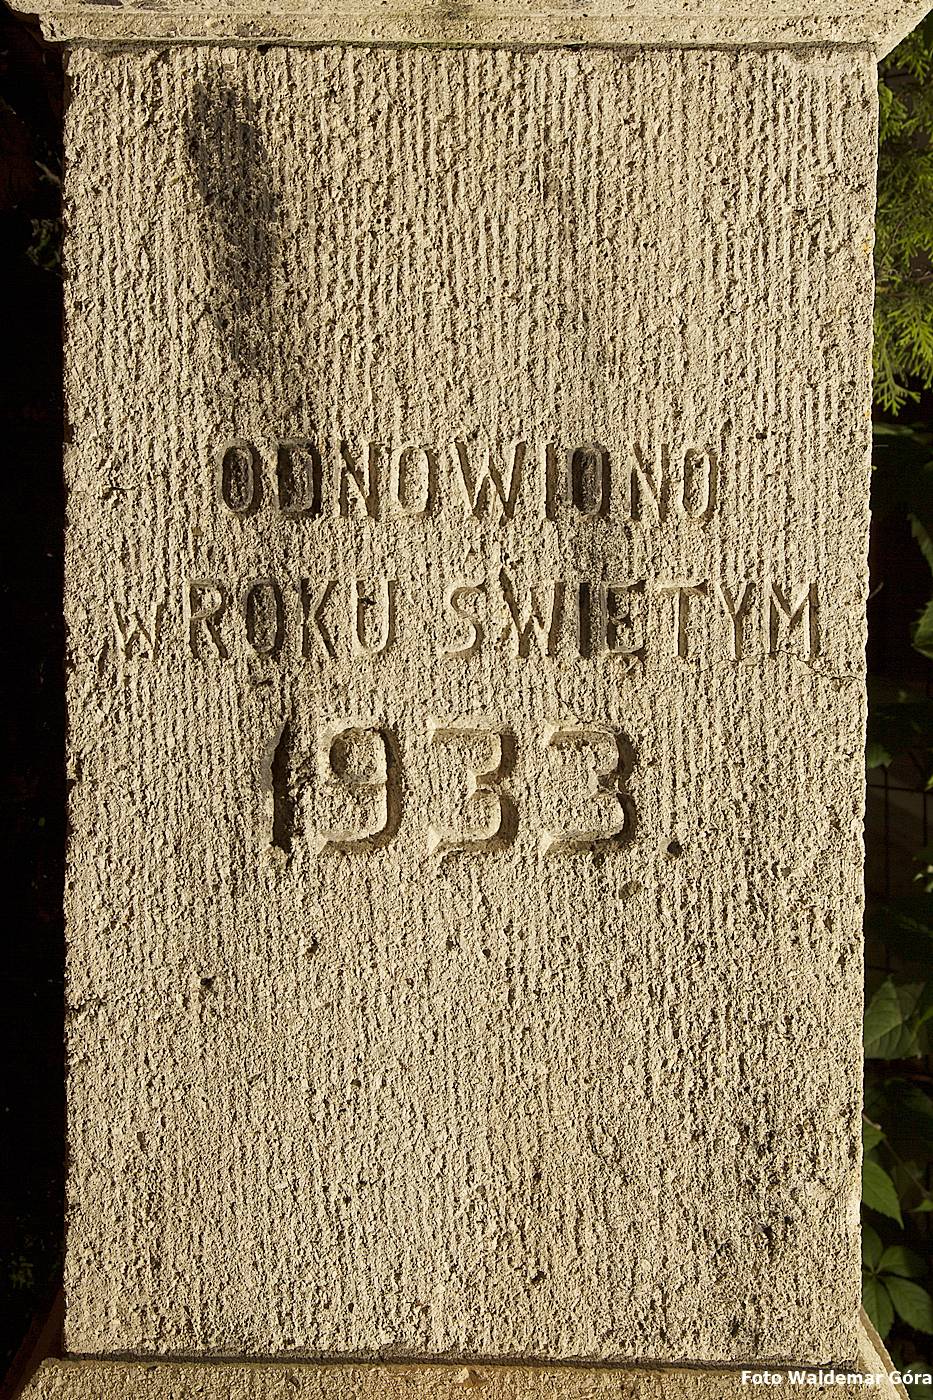 ODNOWIONO
W ROKU ŚWIĘTYM
1933.
Foto Waldemar Góra